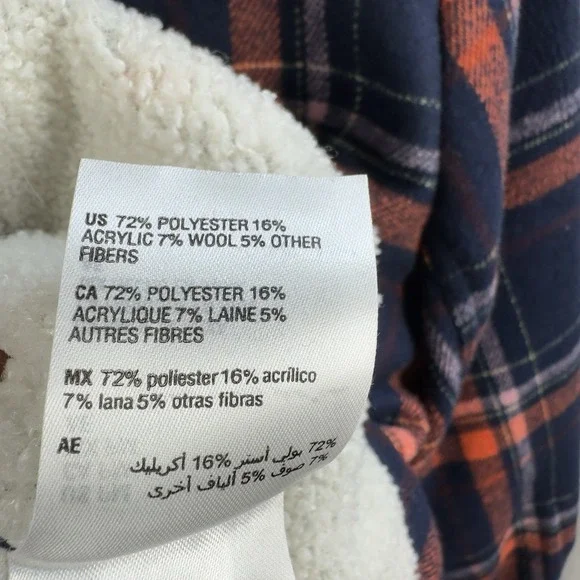 US 72% POLYESTER 16%
ACRYLIC 7% WOOL 5% OTHER
FIBERS
CA 72% POLYESTER 16%
ACRYLIQUE 7% LAINE 5%
AUTRES FIBRES
MX 72% poliester 16% acrílico
7% lana 5% otras fibras
AE
72% بولي أستر 16% أكريليك
7% صوف 5% ألياف أخرى